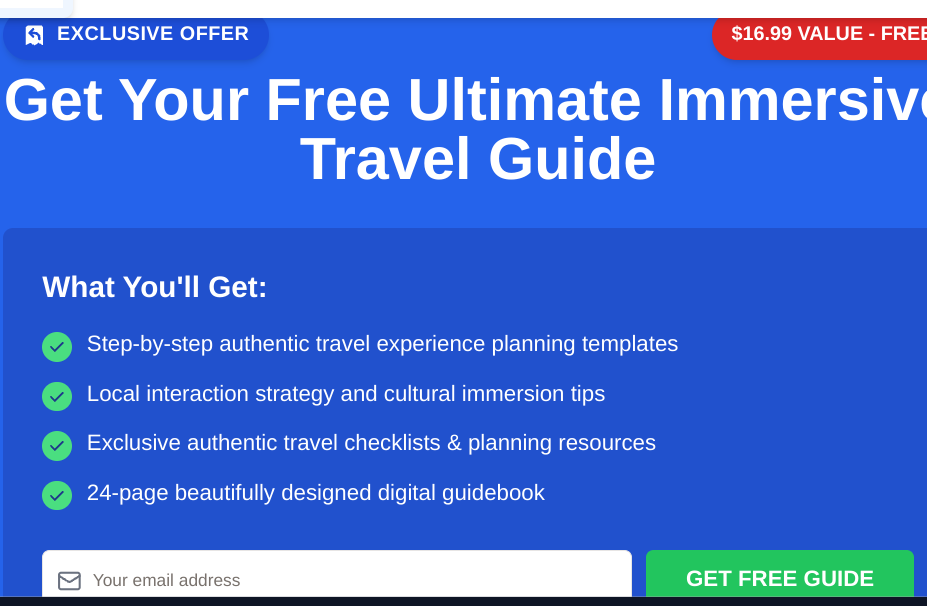 EXCLUSIVE OFFER
$16.99 VALUE - FREE
Get Your Free Ultimate Immersive
Travel Guide
What You'll Get:
Step-by-step authentic travel experience planning templates
Local interaction strategy and cultural immersion tips
Exclusive authentic travel checklists & planning resources
24-page beautifully designed digital guidebook
Your email address
GET FREE GUIDE